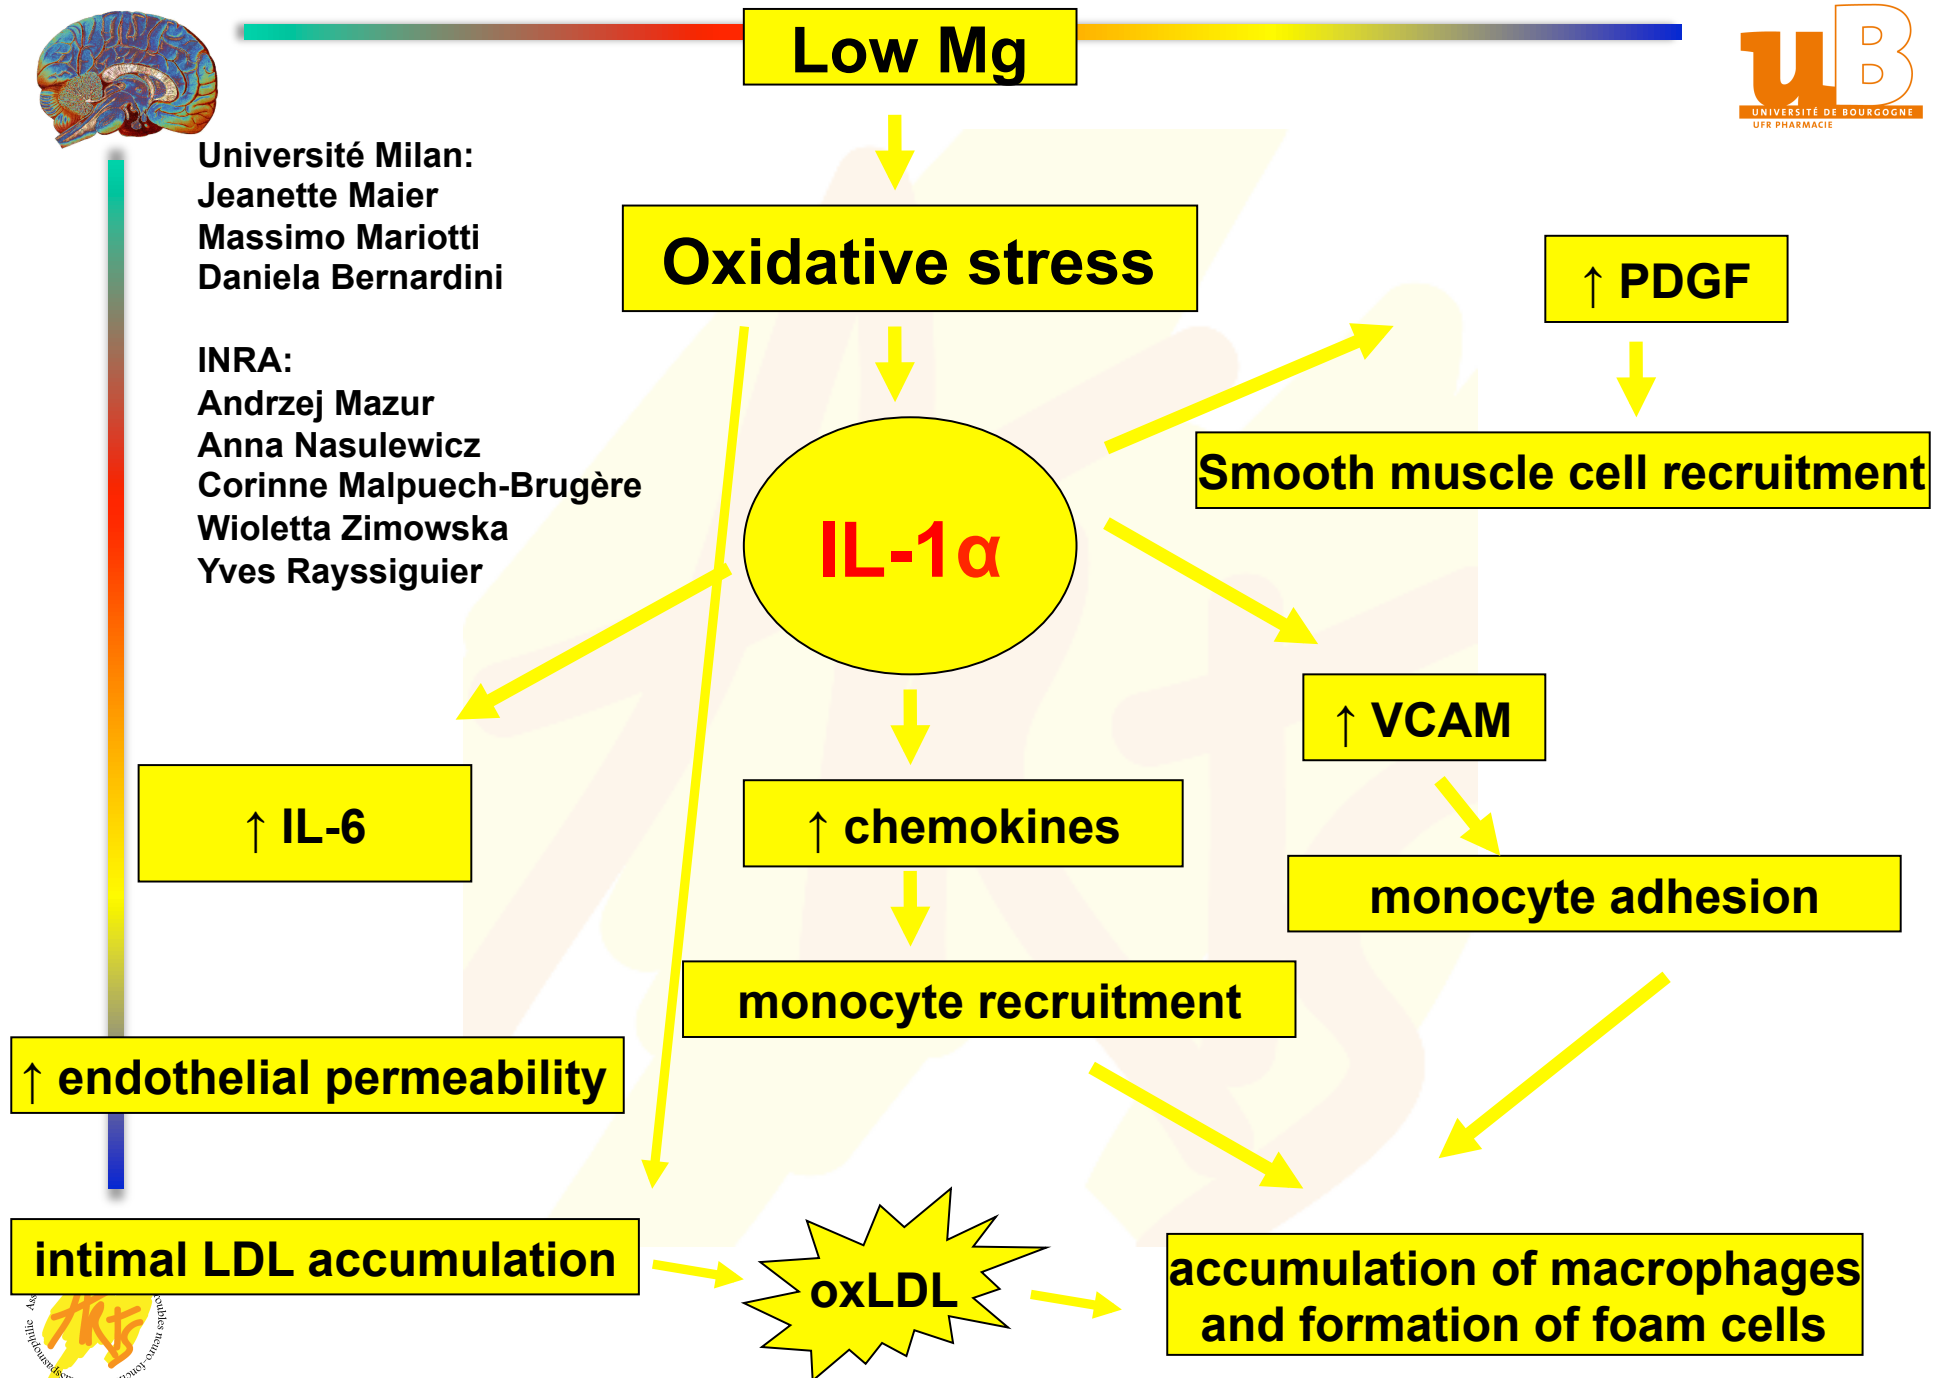 Low Mg
uB
UNIVERSITÉ DE BOURGOGNE
UFR PHARMACIE
Université Milan:
Jeanette Maier
Massimo Mariotti
Daniela Bernardini
INRA:
Andrzej Mazur
Anna Nasulewicz
Corinne Malpuech-Brugère
Wioletta Zimowska
Yves Rayssiguier
Oxidative stress
↑ PDGF
Smooth muscle cell recruitment
IL-1α
↑ VCAM
↑ IL-6
↑ chemokines
monocyte adhesion
monocyte recruitment
↑ endothelial permeability
intimal LDL accumulation
oxLDL
accumulation of macrophages
and formation of foam cells